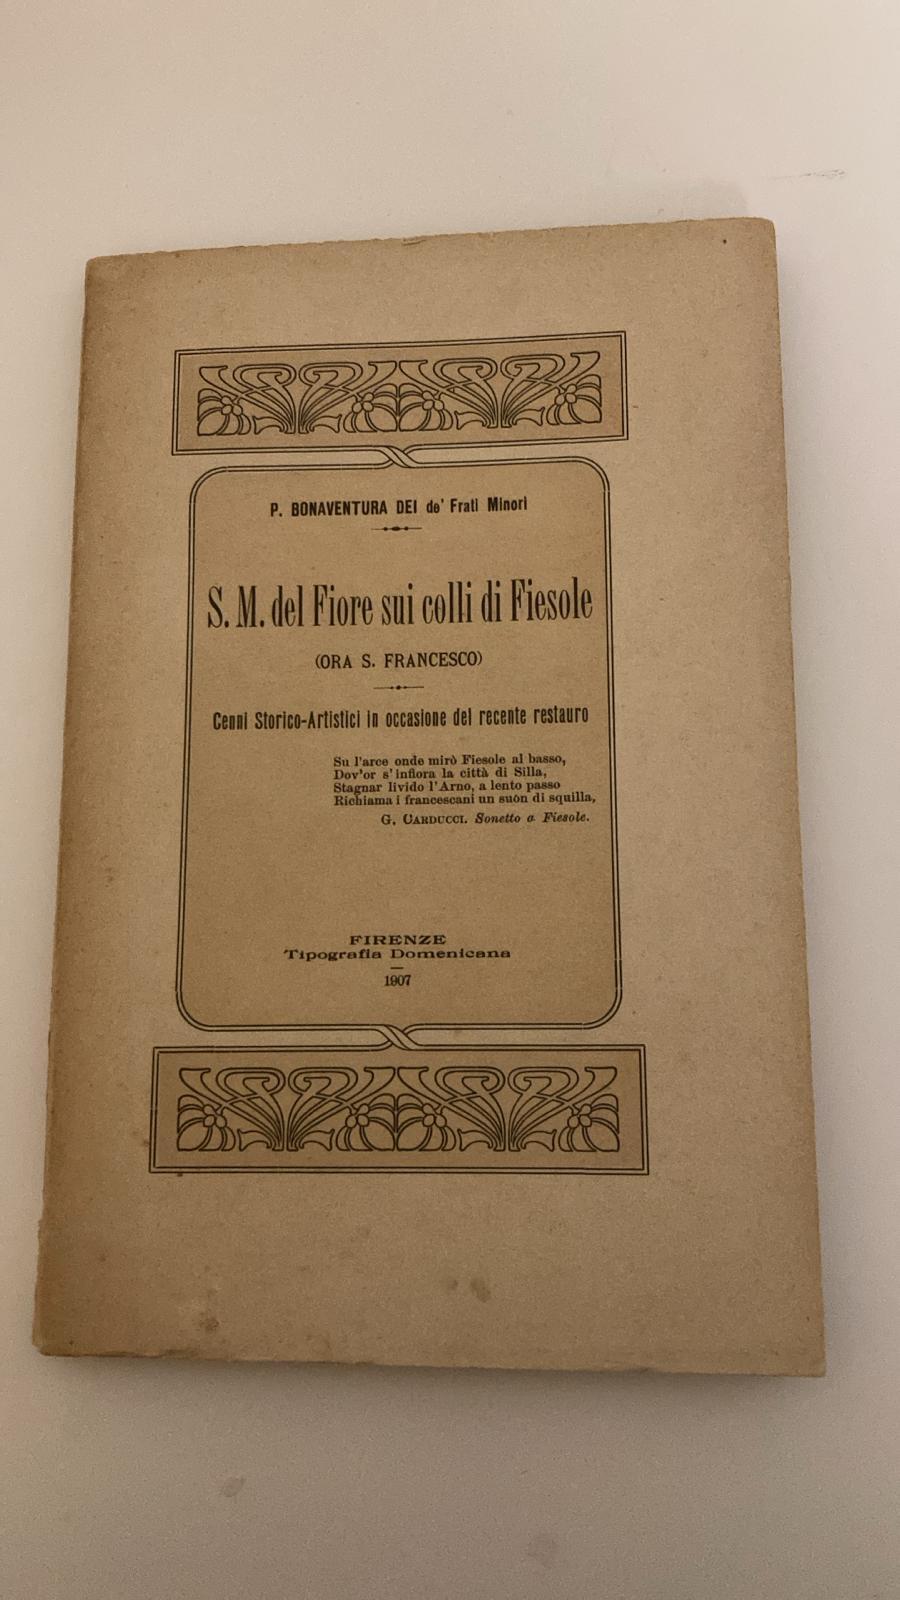 P. BONAVENTURA DEI de' Frati Minori
S. M. del Fiore sui colli di Fiesole
(ORA S. FRANCESCO)
Cenni Storico-Artistici in occasione del recente restauro
Su l'arce onde mirò Fiesole al basso,
Dov'or s'infiora la città di Silla,
Stagnar livido l'Arno, a lento passo
Richiama i francescani un suòn di squilla,
G. CARDUCCI. Sonetto a Fiesole.
FIRENZE
Tipografia Domenicana
1907